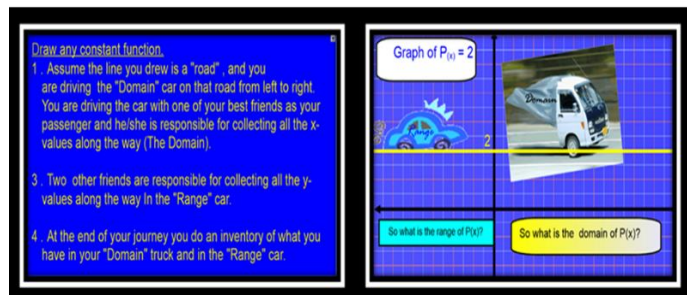 Draw any constant function.
1 . Assume the line you drew is a "road" , and you
are driving the "Domain" car on that road from left to right.
You are driving the car with one of your best friends as your
passenger and he/she is responsible for collecting all the x-
values along the way (The Domain).
3 . Two other friends are responsible for collecting all the y-
values along the way In the "Range" car.
4 . At the end of your journey you do an inventory of what you
have in your "Domain" truck and in the "Range" car.
Graph of P(x) = 2
Domain
Range
2
So what is the range of P(x)?
So what is the domain of P(x)?